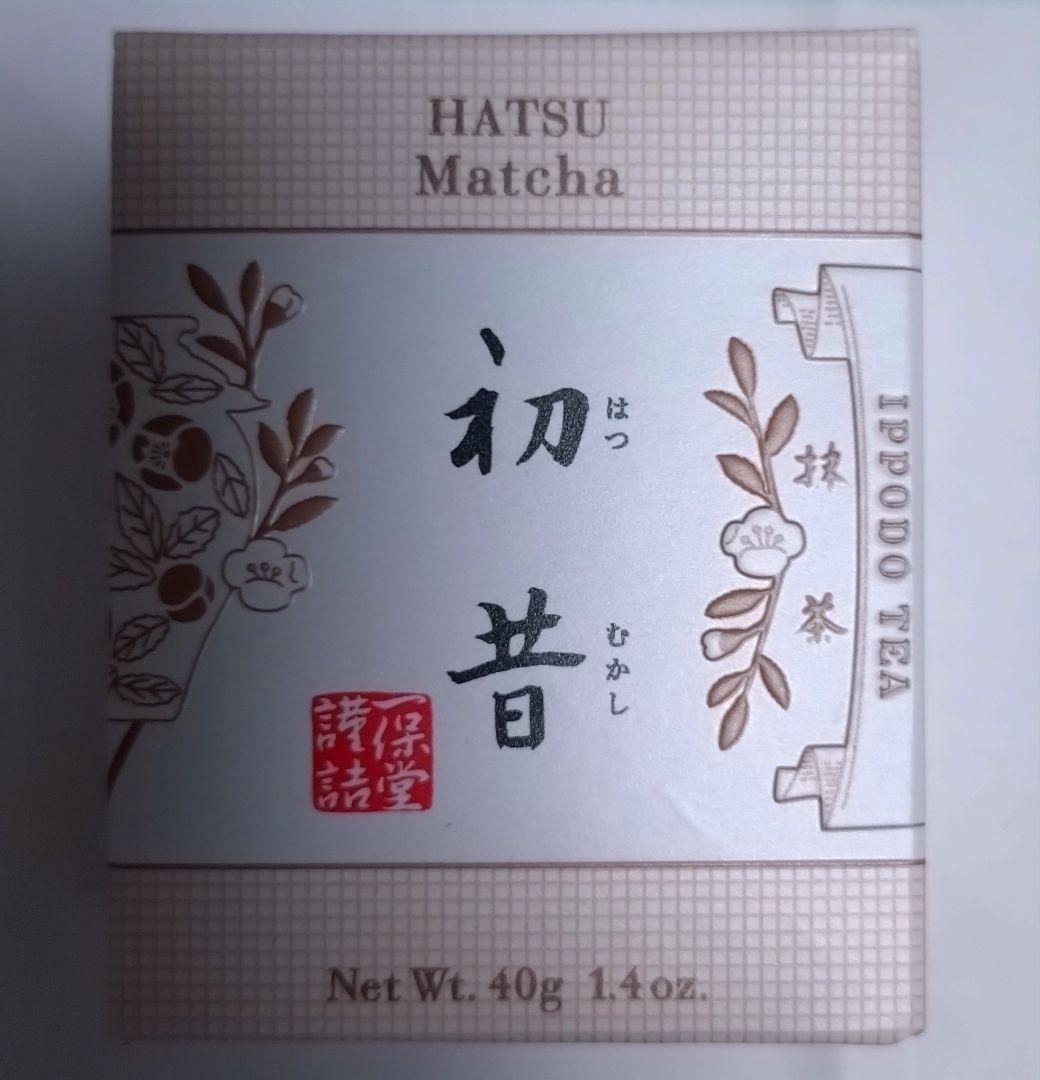 HATSU
Matcha
初昔
はつ
むかし
抹茶
IPPODO TEA
一保堂
謹詰
Net Wt. 40g 1.4 oz.